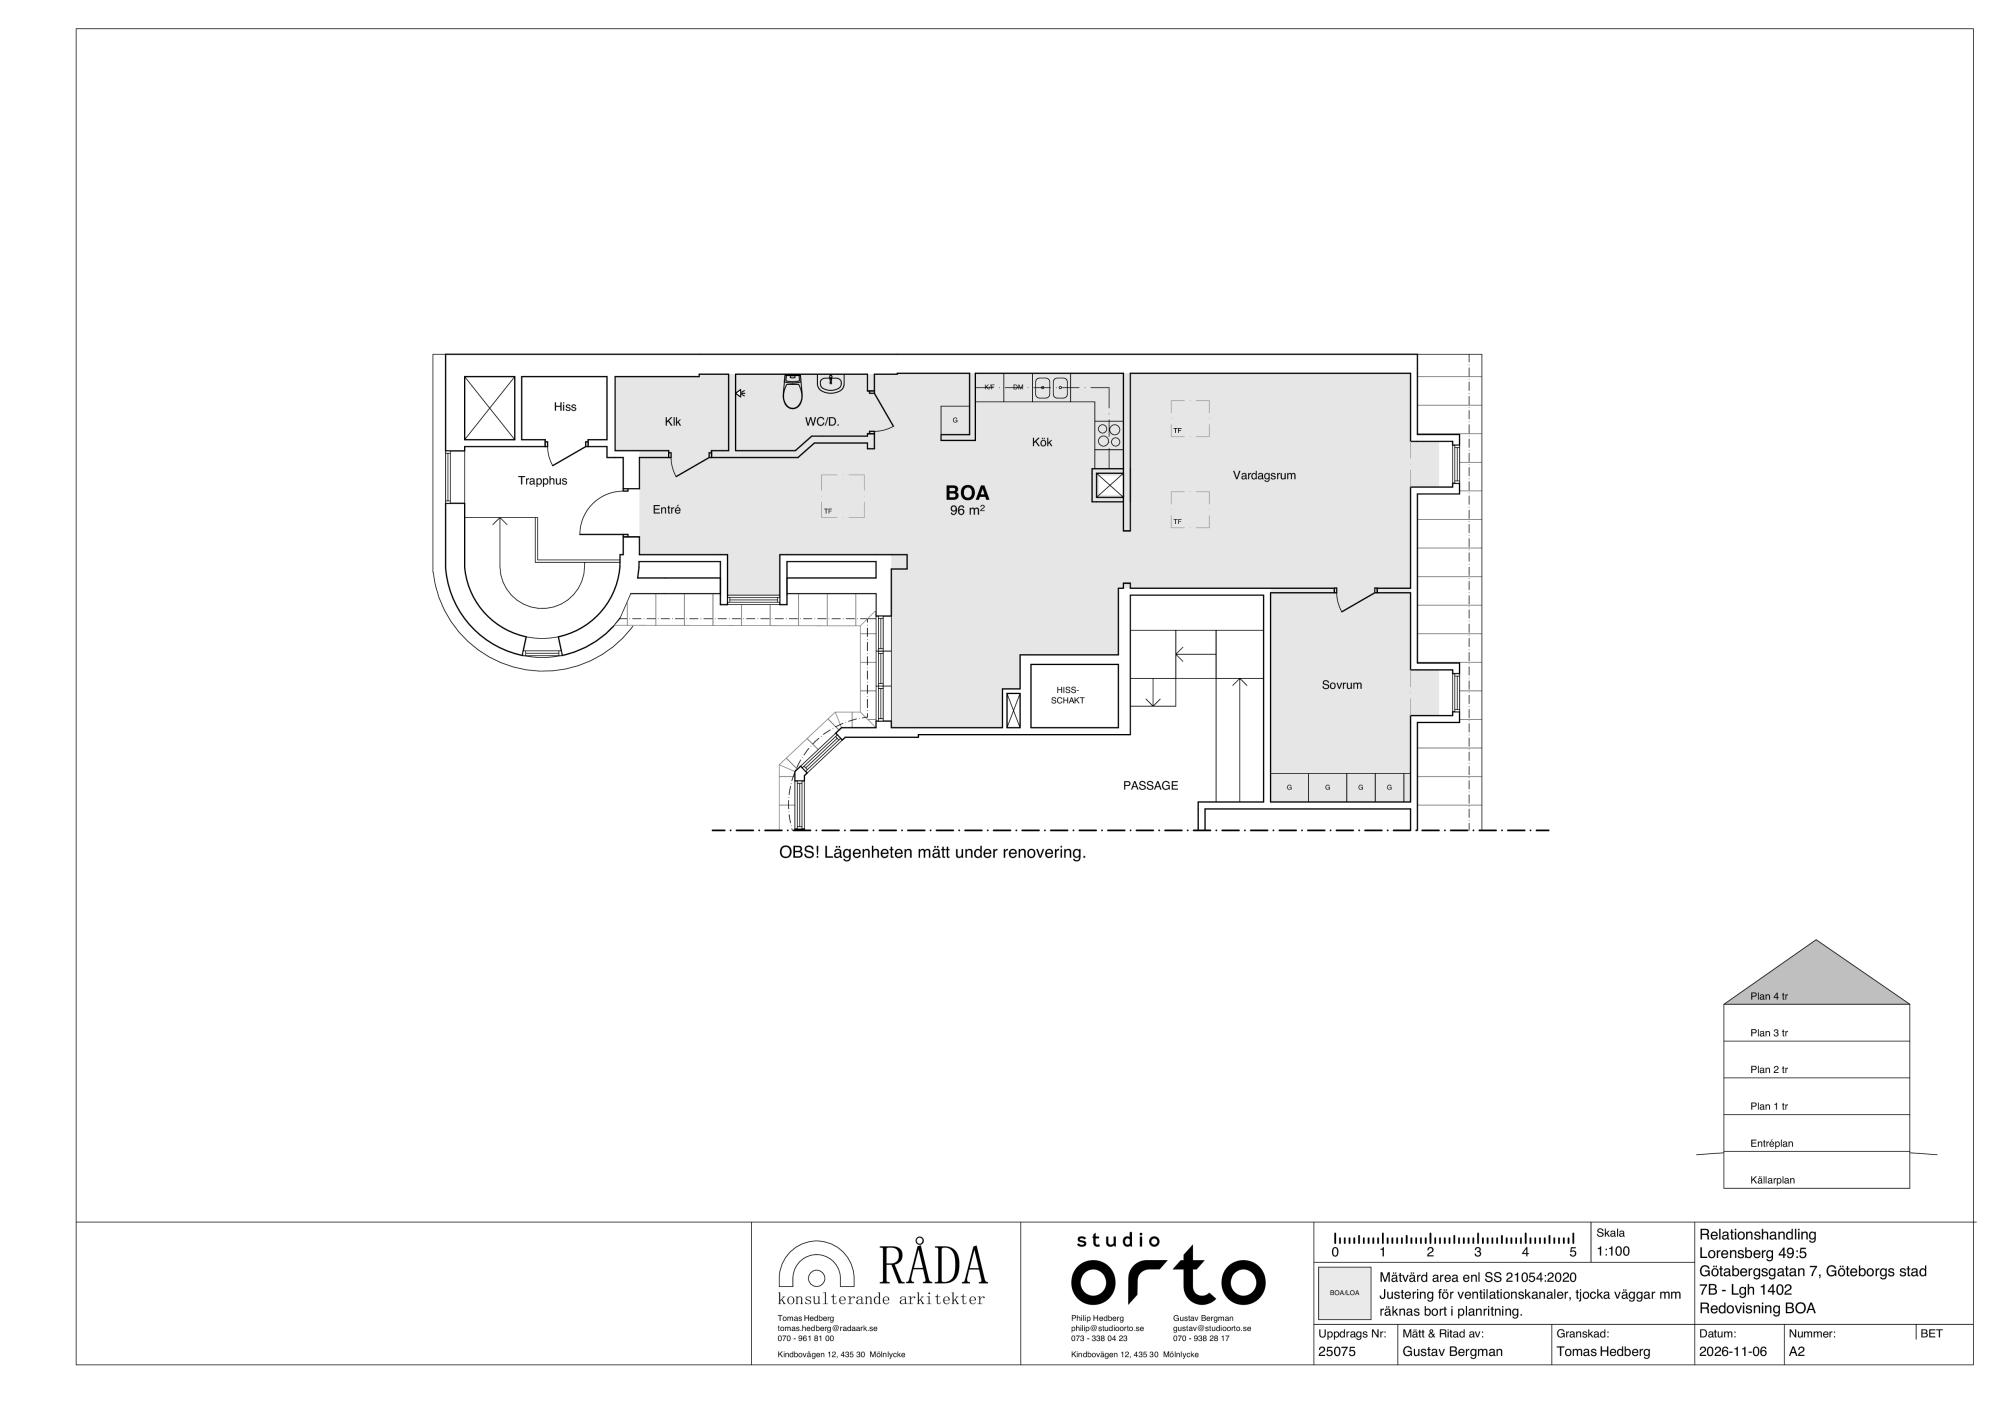 Hiss
Klk
WC/D.
G
K/F
DM
Kök
TF
Vardagsrum
Trapphus
Entré
TF
BOA
96 m²
TF
Sovrum
HISS-
SCHAKT
PASSAGE
G G G G
OBS! Lägenheten mätt under renovering.
Plan 4 tr
Plan 3 tr
Plan 2 tr
Plan 1 tr
Entréplan
Källarplan
RÅDA
konsulterande arkitekter
Tomas Hedberg
tomas.hedberg@radaark.se
070 - 961 81 00
Kindbovägen 12, 435 30 Mölnlycke
studio
orto
Philip Hedberg
philip@studioorto.se
073 - 338 04 23
Gustav Bergman
gustav@studioorto.se
070 - 938 28 17
Kindbovägen 12, 435 30 Mölnlycke
0 1 2 3 4 5
Skala
1:100
BOA/LOA
Mätvärd area enl SS 21054:2020
Justering för ventilationskanaler, tjocka väggar mm
räknas bort i planritning.
Uppdrags Nr:
25075
Mätt & Ritad av:
Gustav Bergman
Granskad:
Tomas Hedberg
Relationshandling
Lorensberg 49:5
Götabergsgatan 7, Göteborgs stad
7B - Lgh 1402
Redovisning BOA
Datum:
2026-11-06
Nummer:
A2
BET